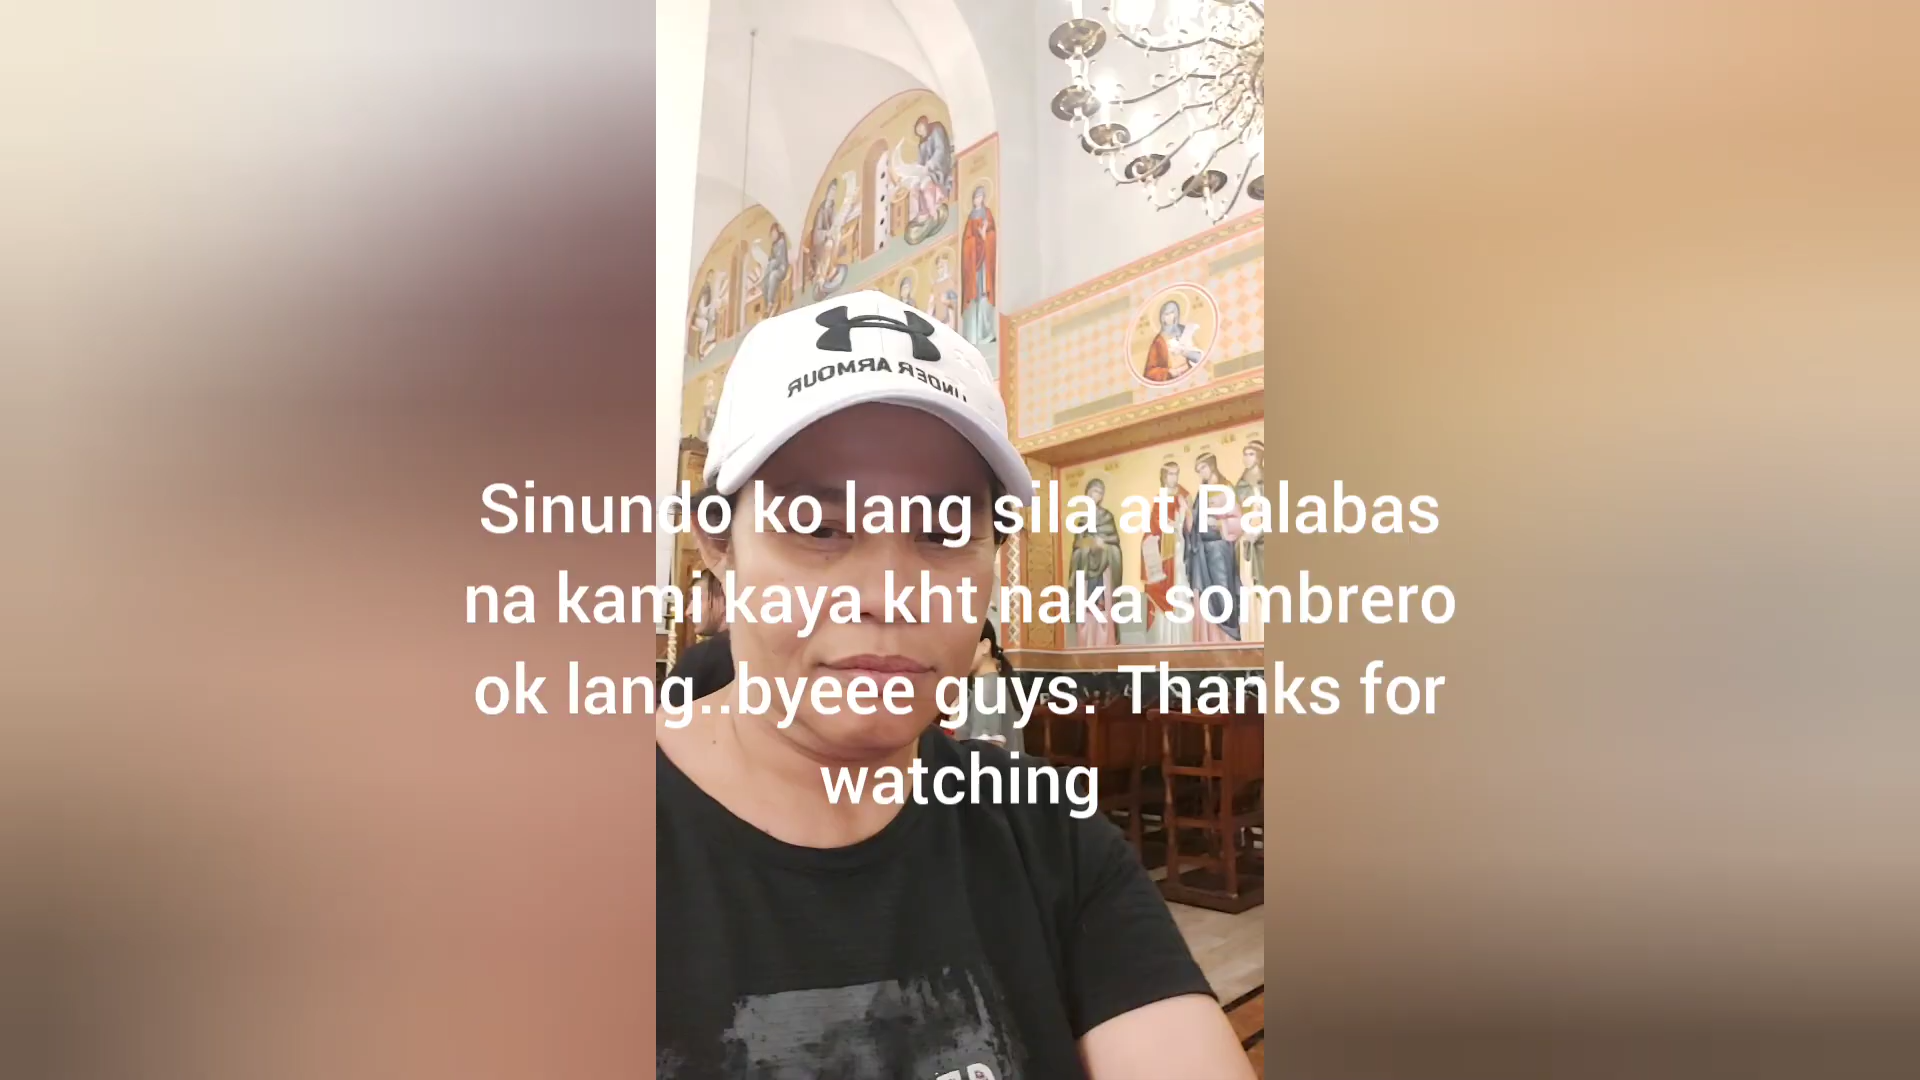 UNDER ARMOUR
Sinundo ko lang sila at Palabas
na kami kaya kht naka sombrero
ok lang..byeee guys. Thanks for
watching